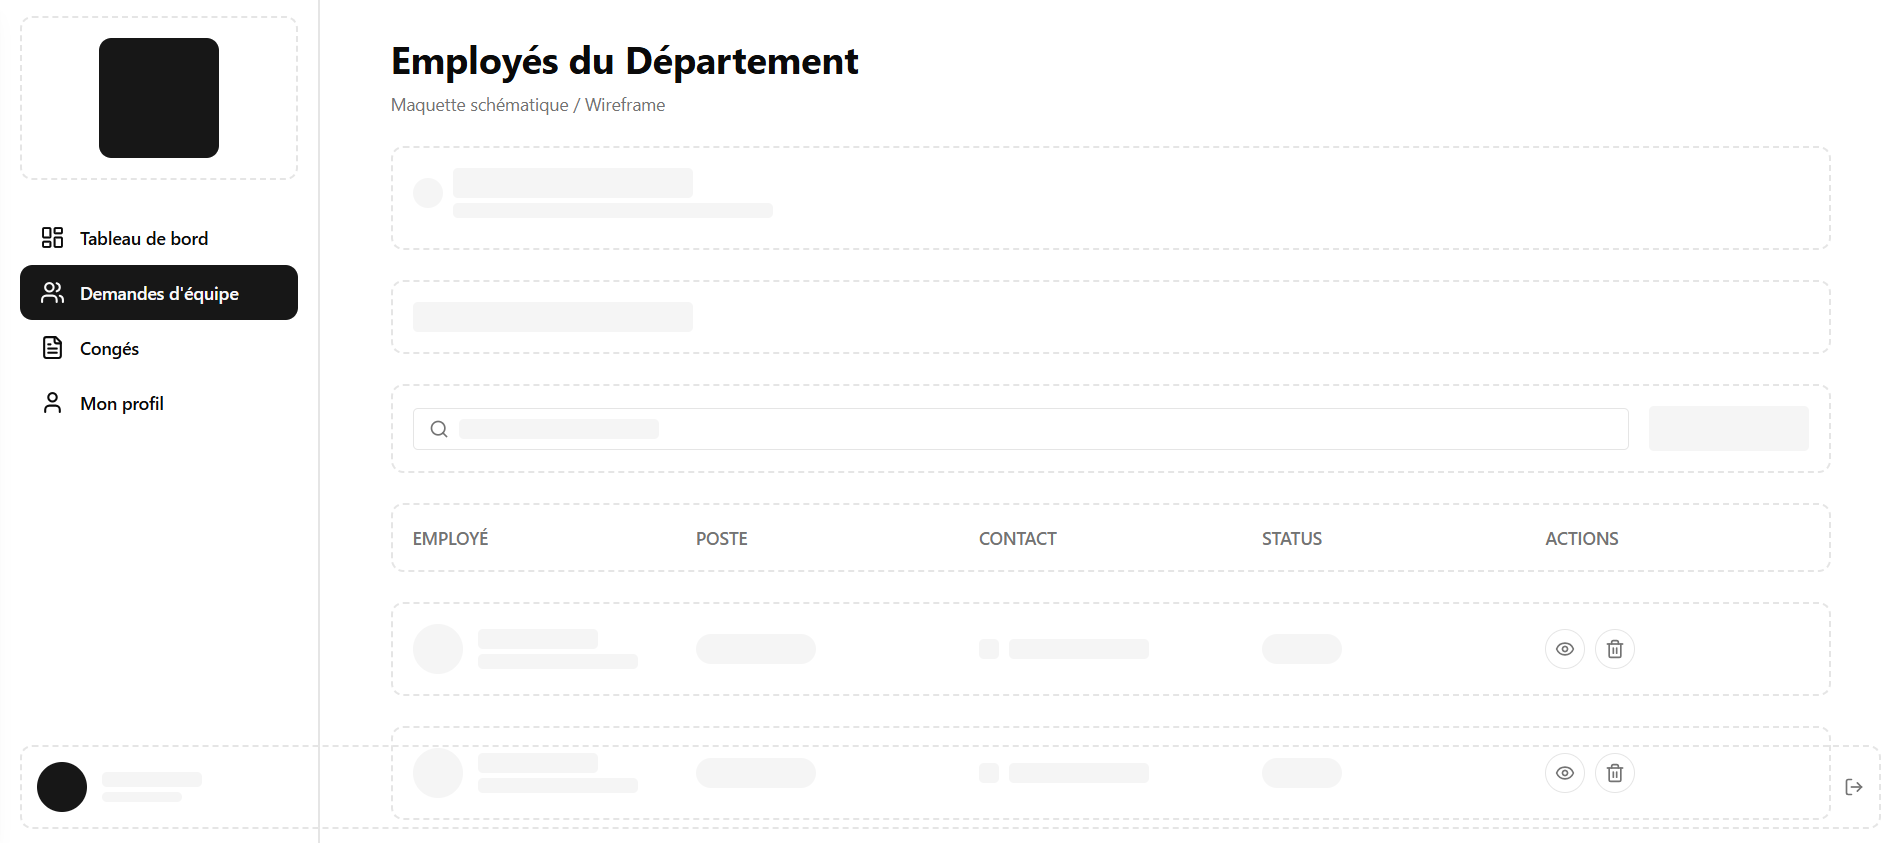 Employés du Département
Maquette schématique / Wireframe
Tableau de bord
Demandes d'équipe
Congés
Mon profil
EMPLOYÉ POSTE CONTACT STATUS ACTIONS